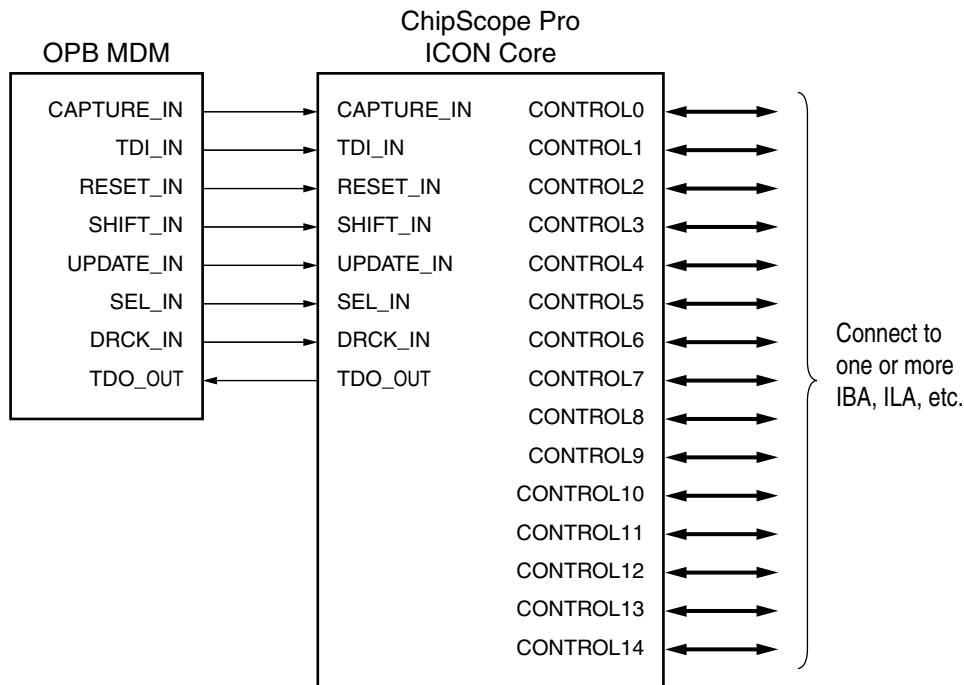 ChipScope Pro
ICON Core
OPB MDM
CAPTURE_IN
TDI_IN
RESET_IN
SHIFT_IN
UPDATE_IN
SEL_IN
DRCK_IN
TDO_OUT
CAPTURE_IN
TDI_IN
RESET_IN
SHIFT_IN
UPDATE_IN
SEL_IN
DRCK_IN
TDO_OUT
CONTROL0
CONTROL1
CONTROL2
CONTROL3
CONTROL4
CONTROL5
CONTROL6
CONTROL7
CONTROL8
CONTROL9
CONTROL10
CONTROL11
CONTROL12
CONTROL13
CONTROL14
Connect to
one or more
IBA, ILA, etc.